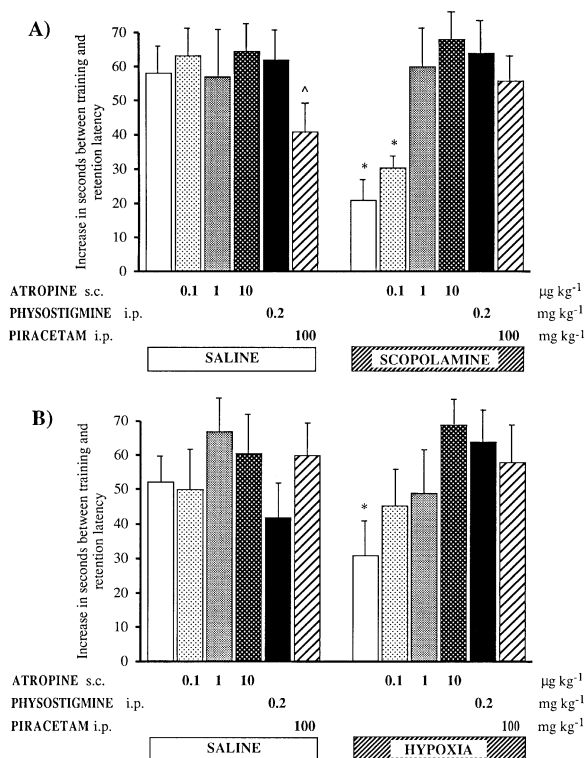 A)
Increase in seconds between training and
retention latency
70
60
50
40
30
20
10
0
^
*
*
ATROPINE s.c. 0.1 1 10 0.1 1 10 µg kg-1
PHYSOSTIGMINE i.p. 0.2 0.2 mg kg-1
PIRACETAM i.p. 100 100 mg kg-1
SALINE SCOPOLAMINE
B)
Increase in seconds between training and
retention latency
70
60
50
40
30
20
10
0
*
ATROPINE s.c. 0.1 1 10 0.1 1 10 µg kg-1
PHYSOSTIGMINE i.p. 0.2 0.2 mg kg-1
PIRACETAM i.p. 100 100 mg kg-1
SALINE HYPOXIA